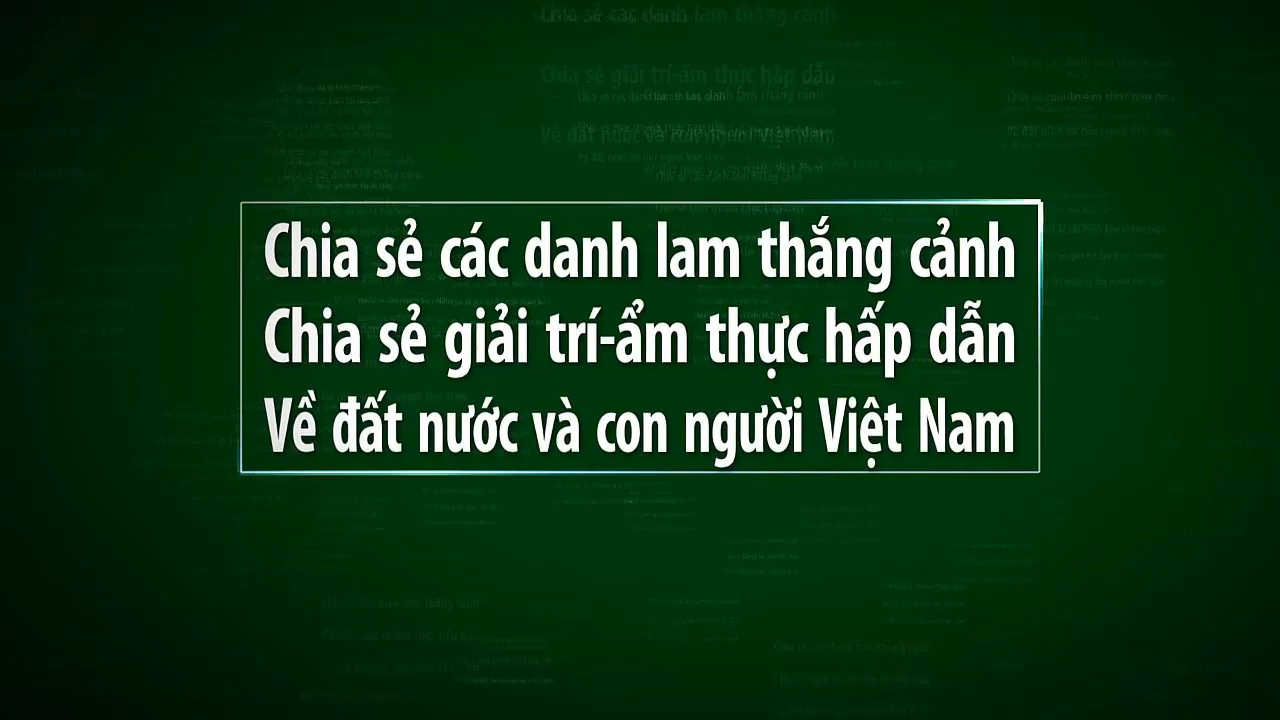 Chia sẻ các danh lam thắng cảnh
Chia sẻ giải trí-ẩm thực hấp dẫn
Về đất nước và con người Việt Nam